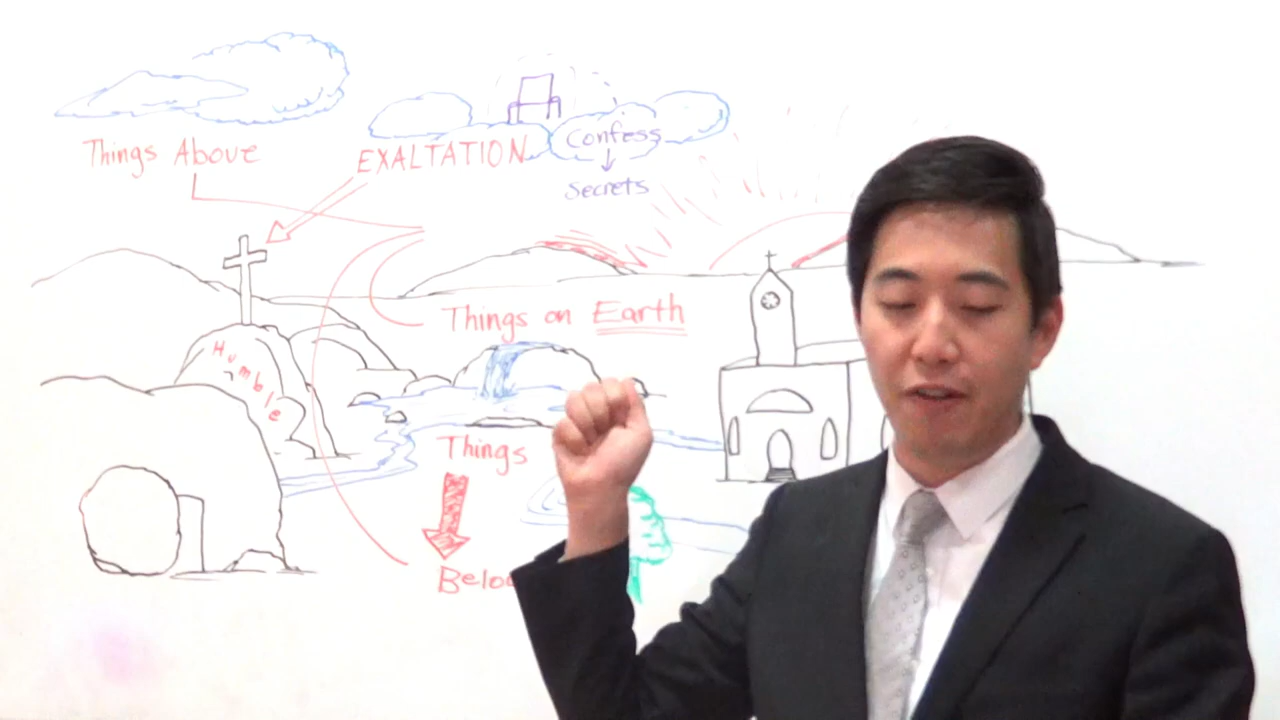 Things Above
EXALTATION
Confess
Secrets
Things on Earth
Humble
Things